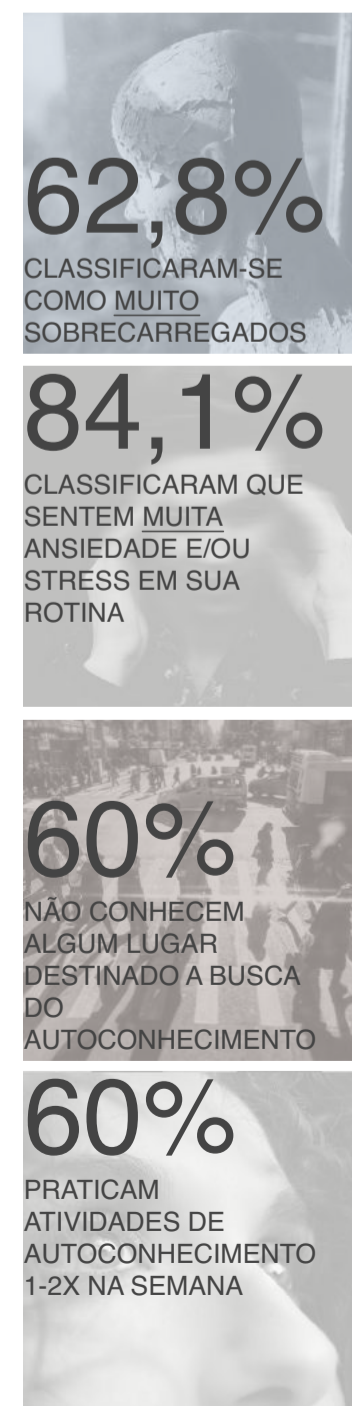 62,8%
CLASSIFICARAM-SE
COMO MUITO
SOBRECARREGADOS
84,1%
CLASSIFICARAM QUE
SENTEM MUITA
ANSIEDADE E/OU
STRESS EM SUA
ROTINA
60%
NÃO CONHECEM
ALGUM LUGAR
DESTINADO A BUSCA
DO
AUTOCONHECIMENTO
60%
PRATICAM
ATIVIDADES DE
AUTOCONHECIMENTO
1-2X NA SEMANA